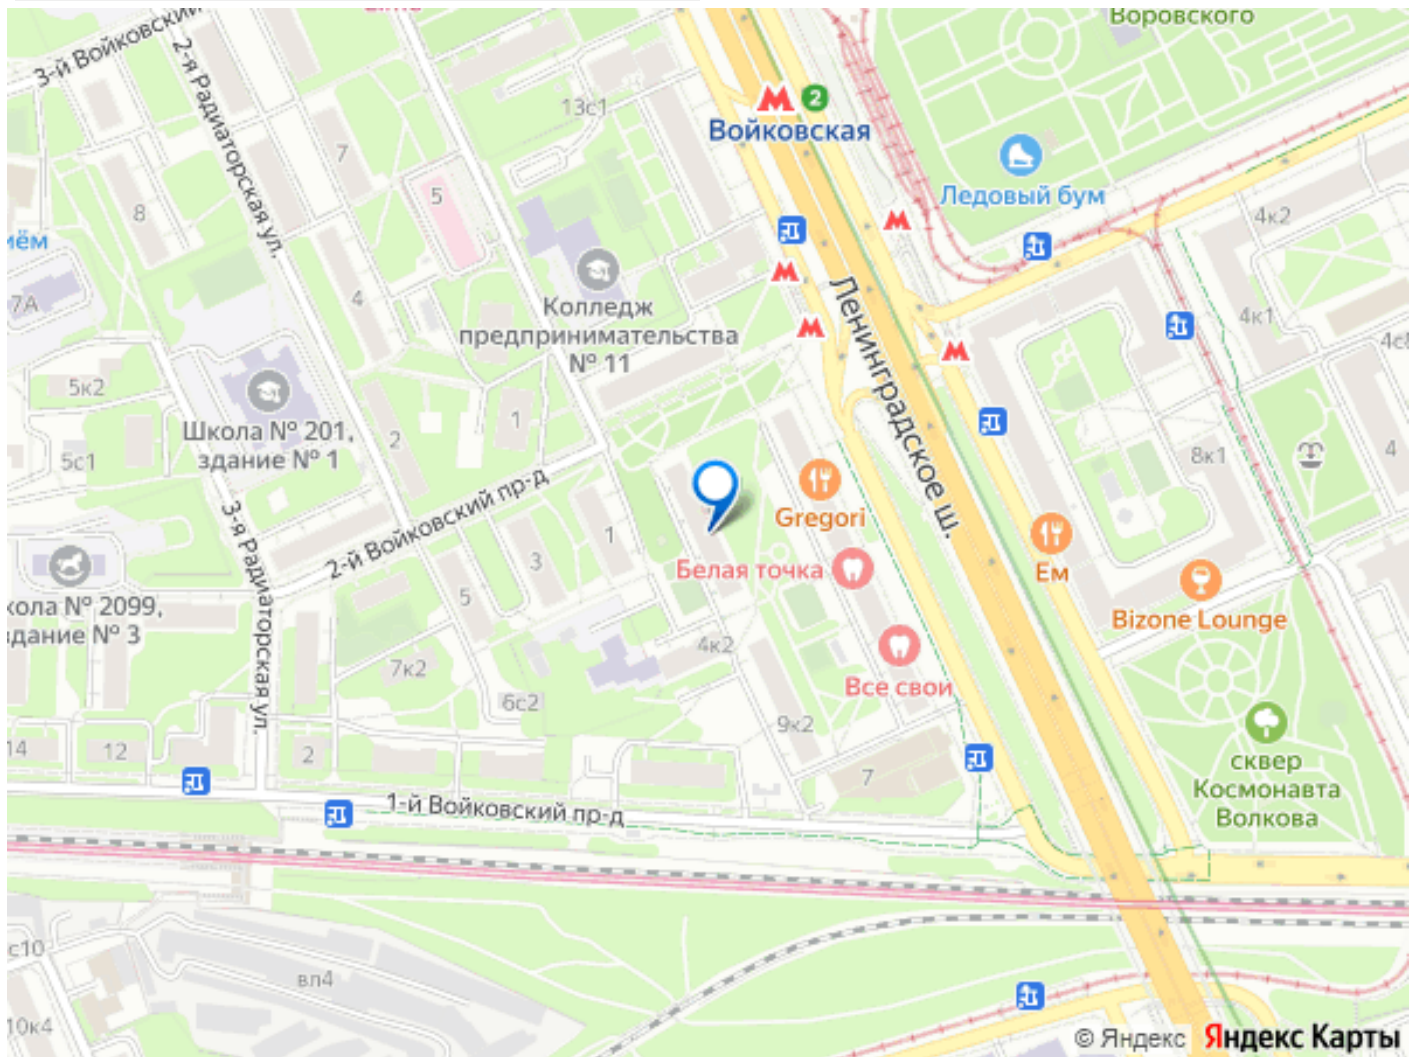 Воровского
3-й Войковский
2-я Радиаторская ул.
13с1
2
Войковская
7
5
Ледовый бум
8
4к2
иём
7А
4
Колледж
предпринимательства
№ 11
Ленинградское ш.
4к1
5к2
1
Школа № 201,
здание № 1
2
5с1
8к1
4
3-я Радиаторская ул.
2-й Войковский пр-д
Gregori
1
3
Белая точка
Ем
кола № 2099,
здание № 3
5
Bizone Lounge
4к2
7к2
Все свои
6с2
9к2
14
12
2
7
сквер
Космонавта
Волкова
1-й Войковский пр-д
с10
вл4
10к4
© Яндекс Яндекс Карты